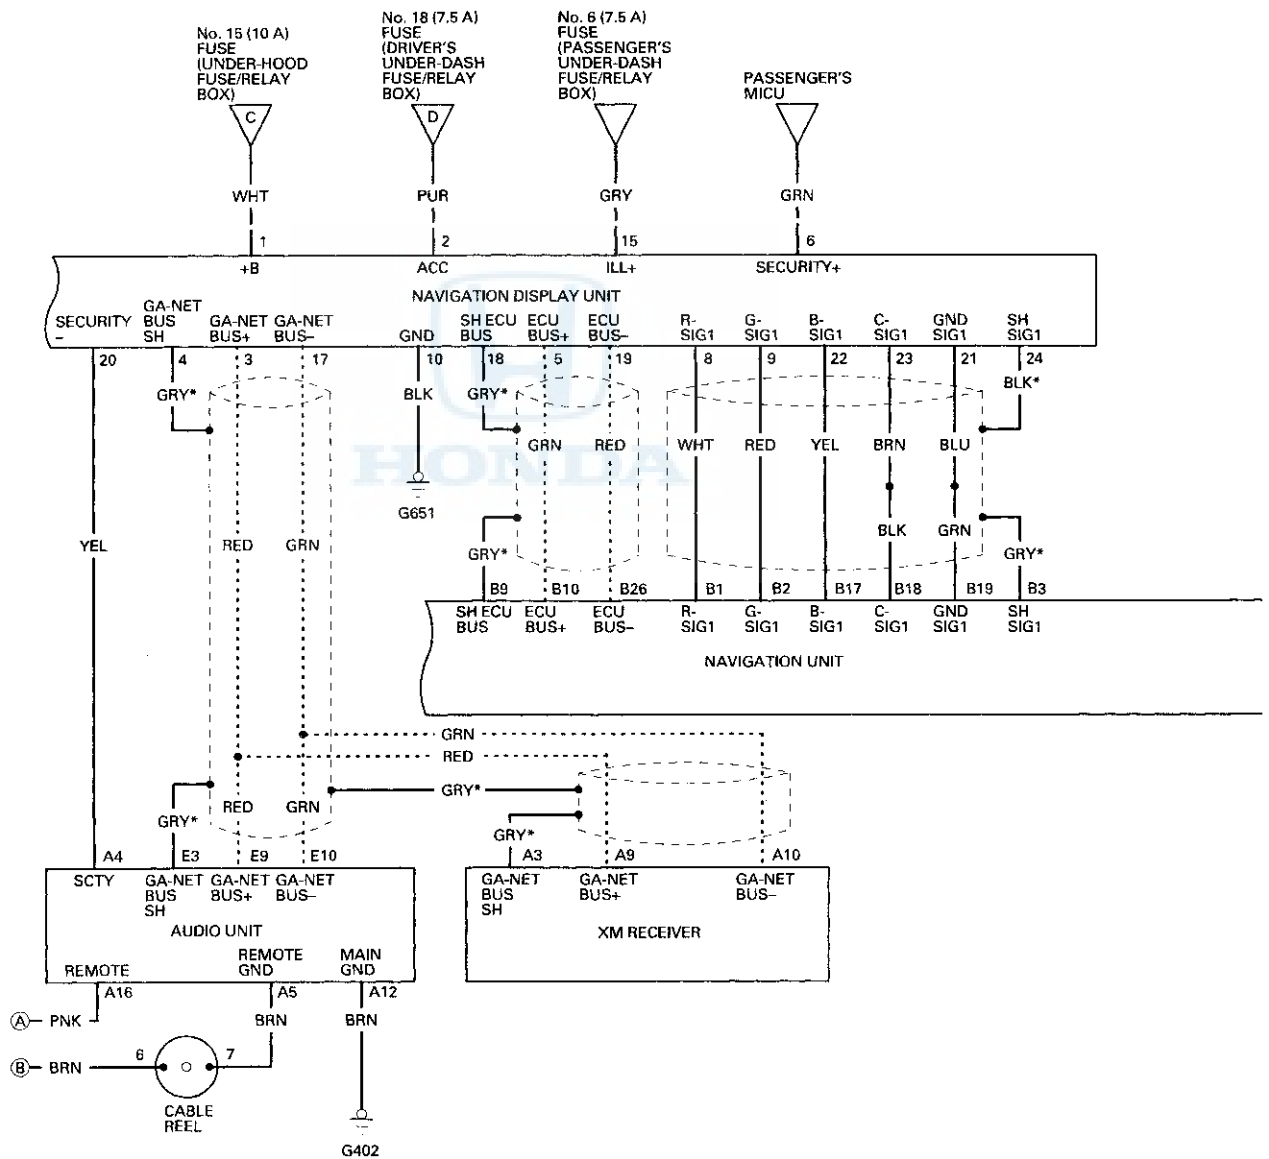 No. 15 (10 A)
FUSE
(UNDER-HOOD
FUSE/RELAY
BOX)
No. 18 (7.5 A)
FUSE
(DRIVER'S
UNDER-DASH
FUSE/RELAY
BOX)
No. 6 (7.5 A)
FUSE
(PASSENGER'S
UNDER-DASH
FUSE/RELAY
BOX)
PASSENGER'S
MICU
C
D
WHT
PUR
GRY
GRN
1
2
15
6
+B
ACC
ILL+
SECURITY+
NAVIGATION DISPLAY UNIT
SECURITY
–
GA-NET
BUS
SH
GA-NET
BUS+
GA-NET
BUS–
GND
SH ECU
BUS
ECU
BUS+
ECU
BUS–
R-
SIG1
G-
SIG1
B-
SIG1
C-
SIG1
GND
SIG1
SH
SIG1
20
4
3
17
10
18
5
19
8
9
22
23
21
24
GRY*
BLK
GRY*
BLK*
HONDA
GRN
RED
WHT
RED
YEL
BRN
BLU
G651
YEL
RED
GRN
GRY*
BLK
GRN
GRY*
B9
B10
B26
B1
B2
B17
B18
B19
B3
SH ECU
BUS
ECU
BUS+
ECU
BUS–
R-
SIG1
G-
SIG1
B-
SIG1
C-
SIG1
GND
SIG1
SH
SIG1
NAVIGATION UNIT
GRN
RED
GRY*
RED
GRN
GRY*
GRY*
A4
E3
E9
E10
A3
A9
A10
SCTY
GA-NET
BUS
SH
GA-NET
BUS+
GA-NET
BUS–
AUDIO UNIT
GA-NET
BUS
SH
GA-NET
BUS+
GA-NET
BUS–
XM RECEIVER
REMOTE
REMOTE
GND
MAIN
GND
A16
A5
A12
A
PNK
BRN
BRN
B
BRN
6
7
CABLE
REEL
G402